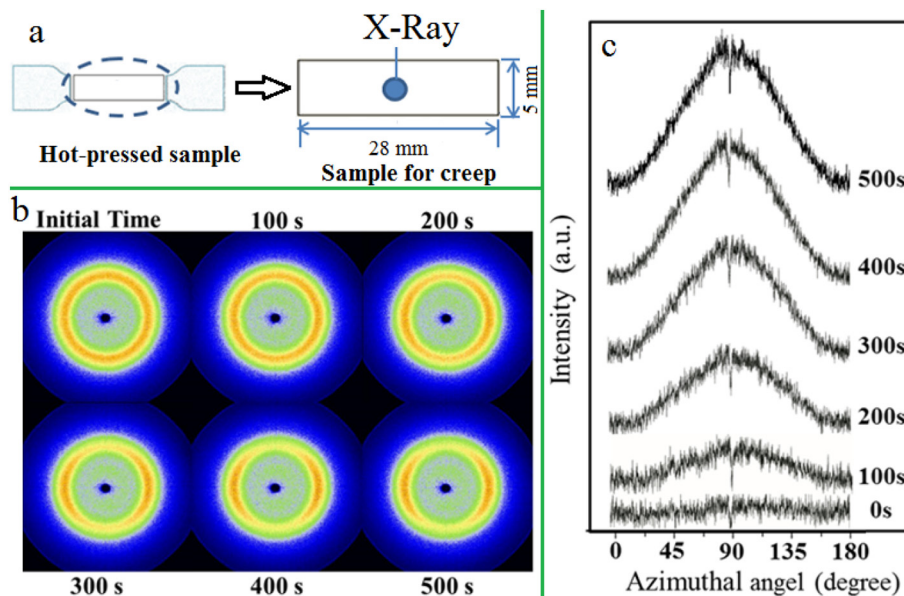 a
X-Ray
5 mm
28 mm
Hot-pressed sample
Sample for creep
b
Initial Time
100 s
200 s
300 s
400 s
500 s
c
500s
400s
300s
200s
100s
0s
Intensity (a.u.)
0 45 90 135 180
Azimuthal angel (degree)